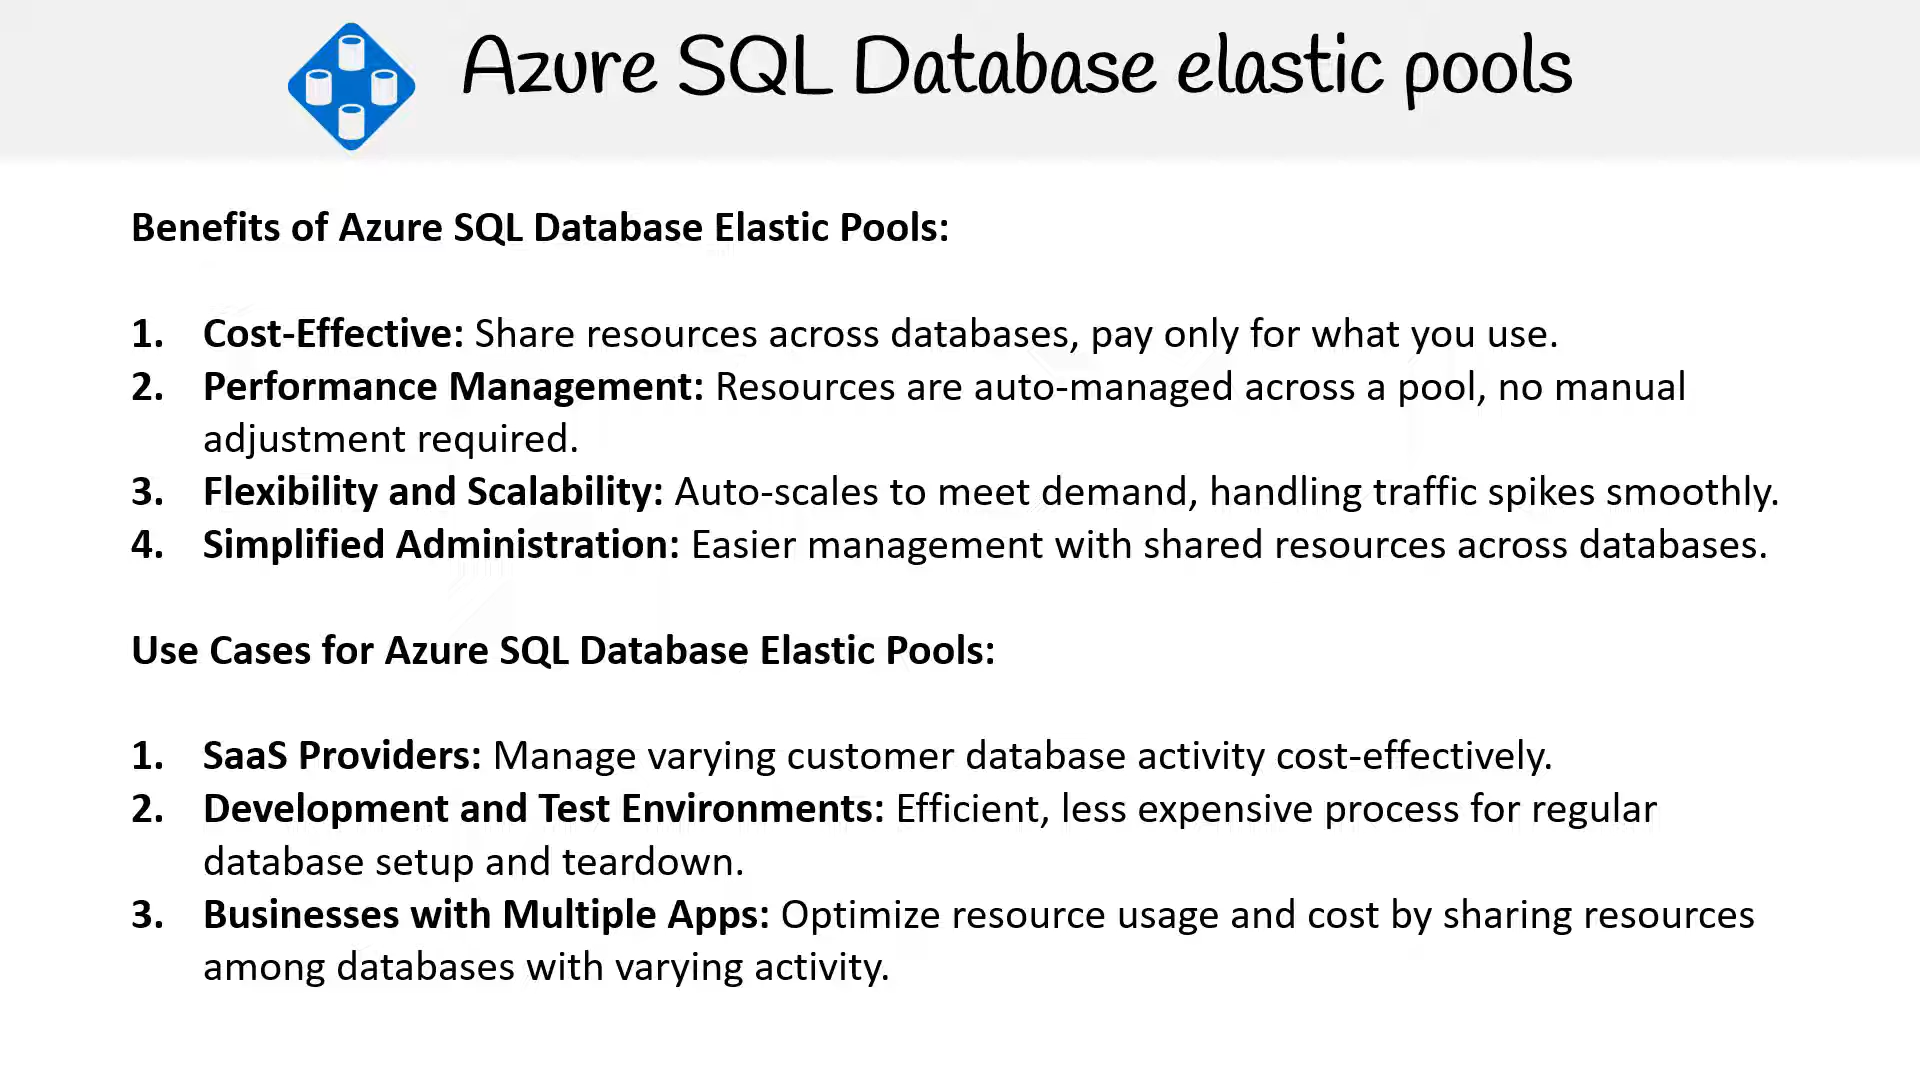 Azure SQL Database elastic pools
Benefits of Azure SQL Database Elastic Pools:
1. Cost-Effective: Share resources across databases, pay only for what you use.
2. Performance Management: Resources are auto-managed across a pool, no manual
adjustment required.
3. Flexibility and Scalability: Auto-scales to meet demand, handling traffic spikes smoothly.
4. Simplified Administration: Easier management with shared resources across databases.
Use Cases for Azure SQL Database Elastic Pools:
1. SaaS Providers: Manage varying customer database activity cost-effectively.
2. Development and Test Environments: Efficient, less expensive process for regular
database setup and teardown.
3. Businesses with Multiple Apps: Optimize resource usage and cost by sharing resources
among databases with varying activity.